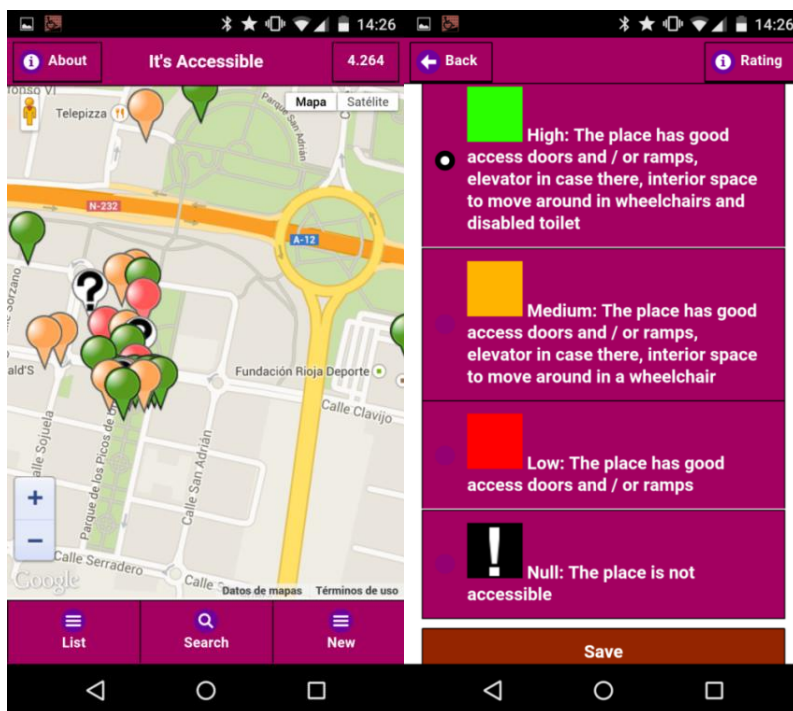 14:26
About
It's Accessible
4.264
fonso VI
Telepizza
Parque San Adrián
Mapa
Satélite
N-232
A-12
Sorzano
?
ald'S
Fundación Rioja Deporte
Calle Clavijo
alle Sojuela
Parque de los Picos de
Calle San Adrián
+
−
Calle Serradero
Google
Calle S
Datos de mapas
Términos de uso
List
Search
New
14:26
Back
Rating
High: The place has good
access doors and / or ramps,
elevator in case there, interior space
to move around in wheelchairs and
disabled toilet
Medium: The place has good
access doors and / or ramps,
elevator in case there, interior space
to move around in a wheelchair
Low: The place has good
access doors and / or ramps
!
Null: The place is not
accessible
Save